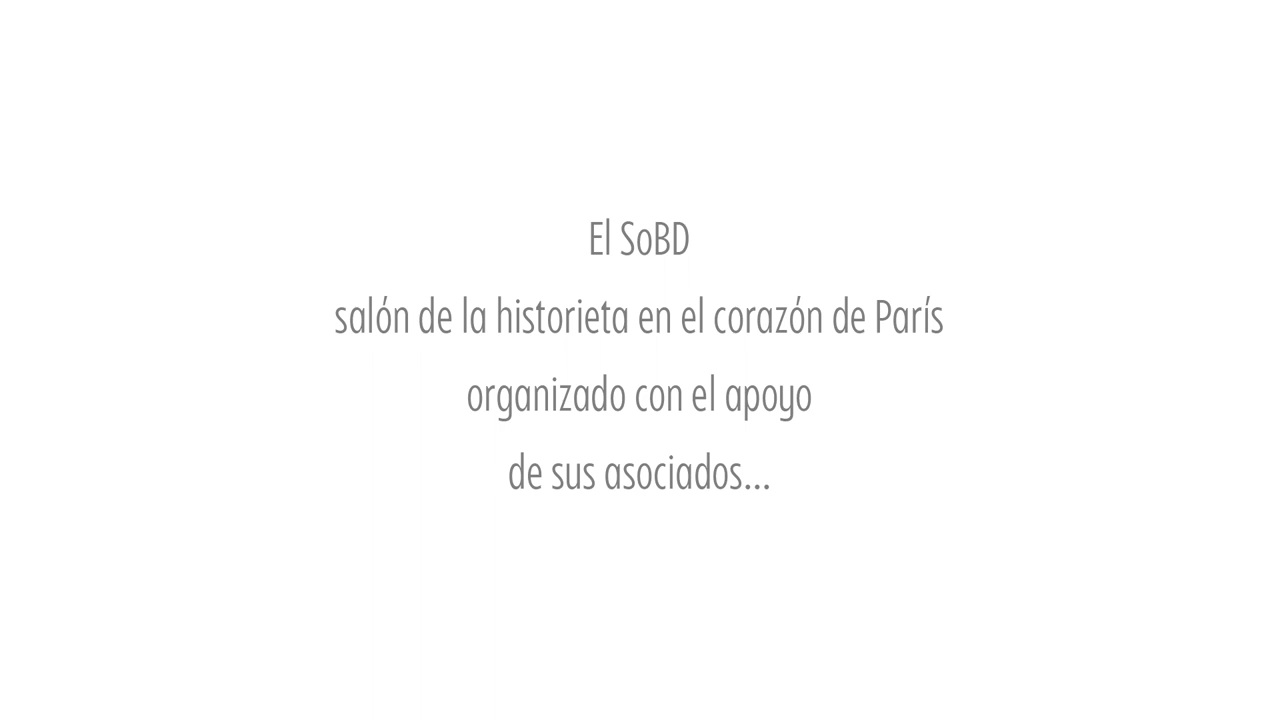 El SoBD
salón de la historieta en el corazón de París
organizado con el apoyo
de sus asociados...